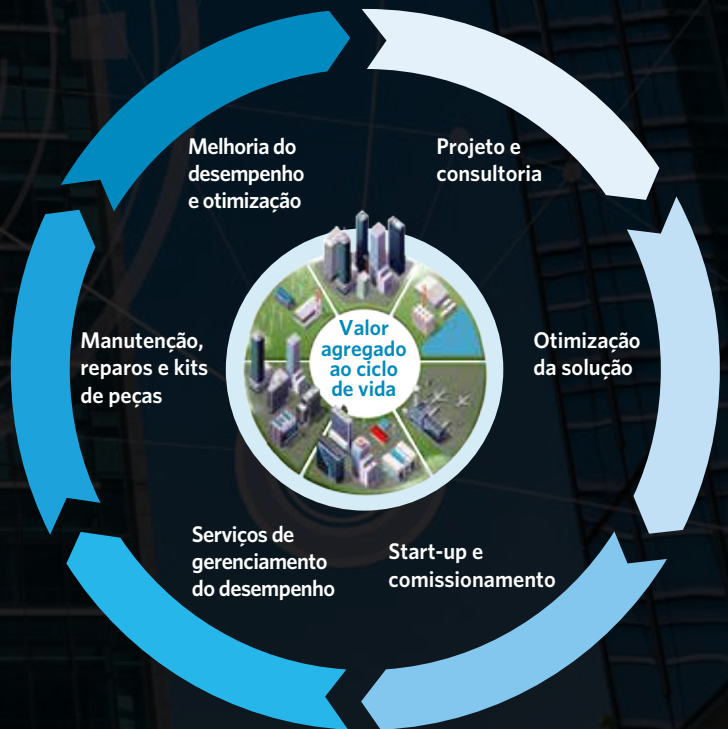 Melhoria do
desempenho
e otimização
Projeto e
consultoria
Manutenção,
reparos e kits
de peças
Valor
agregado
ao ciclo
de vida
Otimização
da solução
Serviços de
gerenciamento
do desempenho
Start-up e
comissionamento